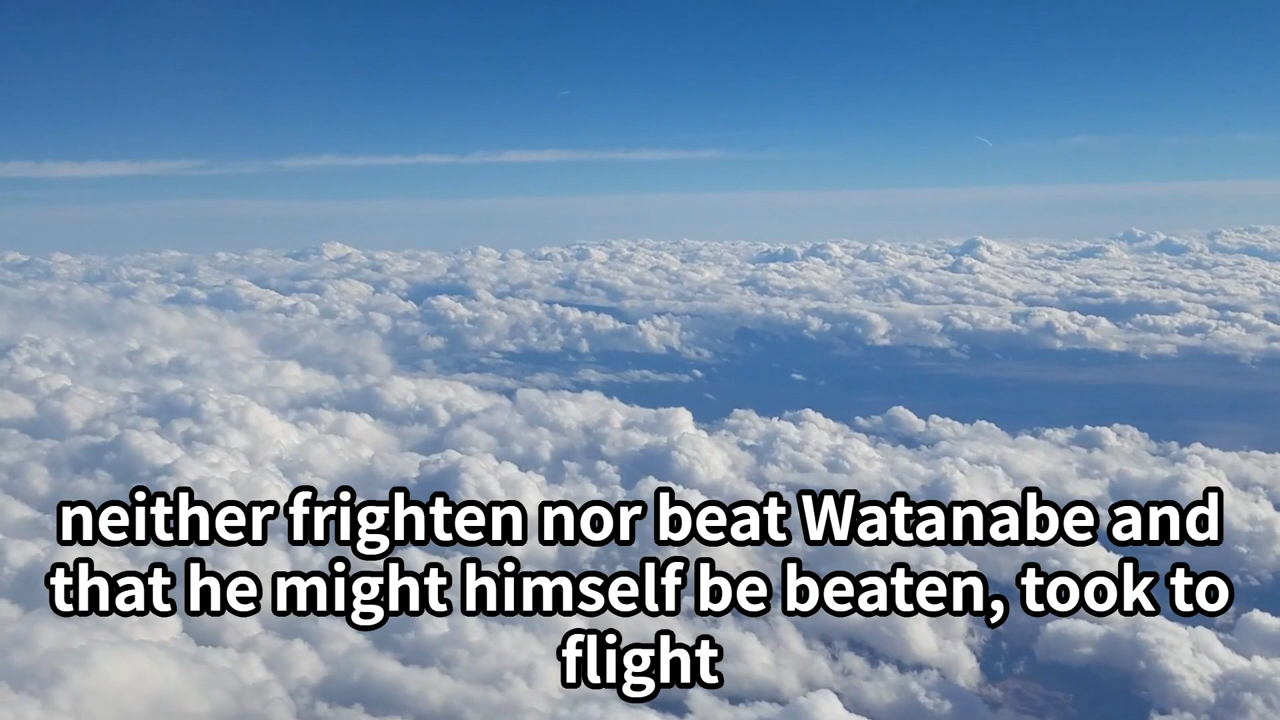 neither frighten nor beat Watanabe and
that he might himself be beaten, took to
flight